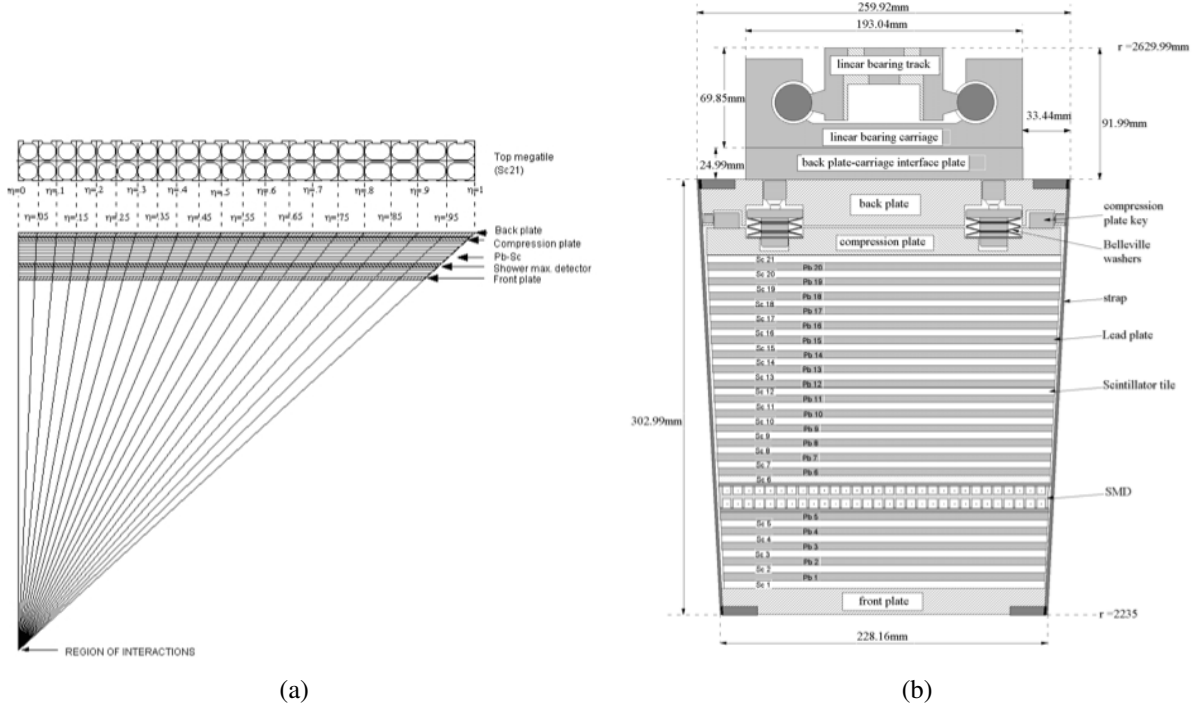 Top megatile
(Sc21)
η=0 η=.1 η=.2 η=.3 η=.4 η=.5 η=.6 η=.7 η=.8 η=.9 η=1
η=.05 η=.15 η=.25 η=.35 η=.45 η=.55 η=.65 η=.75 η=.85 η=.95
Back plate
Compression plate
Pb-Sc
Shower max. detector
Front plate
REGION OF INTERACTIONS
(a)
259.92mm
193.04mm
r =2629.99mm
linear bearing track
69.85mm
33.44mm
91.99mm
linear bearing carriage
24.99mm
back plate-carriage interface plate
back plate
compression
plate key
compression plate
Belleville
washers
Sc 21
Pb 20
Sc 20
Pb 19
Sc 19
Pb 18
strap
Sc 18
Pb 17
Sc 17
Pb 16
Sc 16
Pb 15
Lead plate
Sc 15
Pb 14
Sc 14
Pb 13
Sc 13
Pb 12
Scintillator tile
Sc 12
Pb 11
Sc 11
Pb 10
302.99mm
Sc 10
Pb 9
Sc 9
Pb 8
Sc 8
Pb 7
Sc 7
Pb 6
Sc 6
SMD
Pb 5
Sc 5
Pb 4
Sc 4
Pb 3
Sc 3
Pb 2
Sc 2
Pb 1
Sc 1
front plate
r =2235
228.16mm
(b)